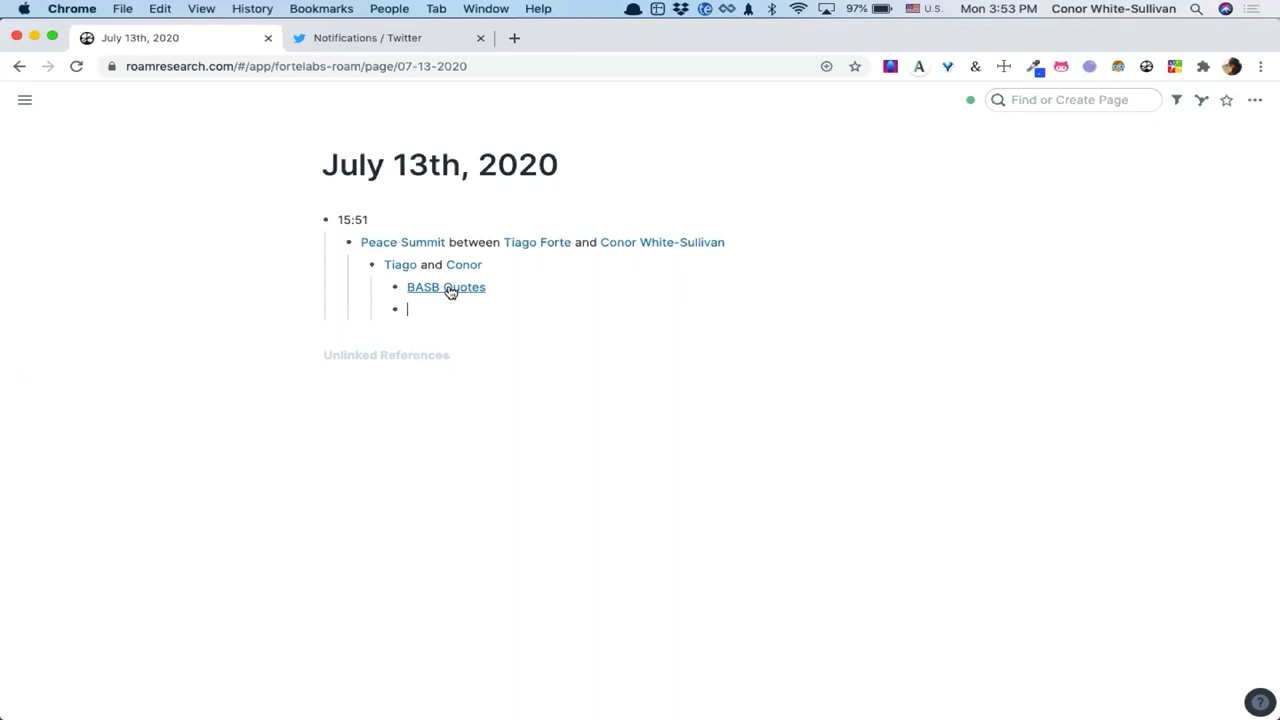 Chrome File Edit View History Bookmarks People Tab Window Help 97% U.S. Mon 3:53 PM Conor White-Sullivan
July 13th, 2020 Notifications / Twitter
roamresearch.com/#/app/fortelabs-roam/page/07-13-2020
Find or Create Page
July 13th, 2020
15:51
Peace Summit between Tiago Forte and Conor White-Sullivan
Tiago and Conor
BASB Quotes
Unlinked References